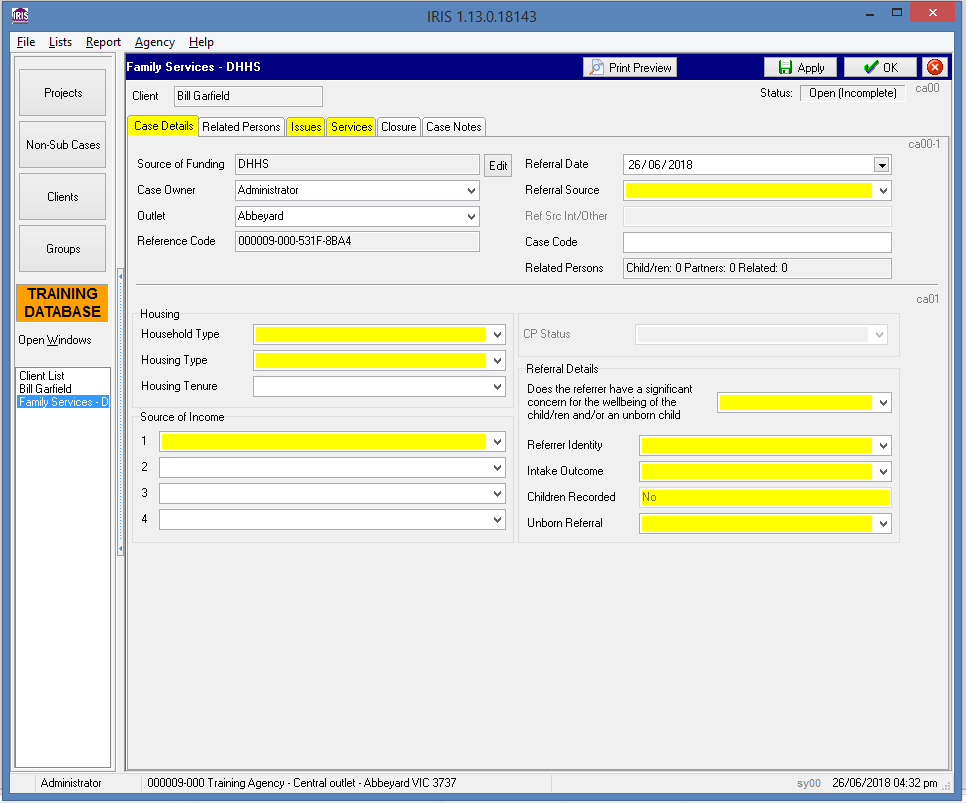 IRIS
IRIS 1.13.0.18143
File Lists Report Agency Help
Projects
Non-Sub Cases
Clients
Groups
TRAINING
DATABASE
Open Windows
Client List
Bill Garfield
Family Services - D
Family Services - DHHS
Print Preview
Apply
OK
Client
Bill Garfield
Status:
Open (Incomplete)
ca00
Case Details Related Persons Issues Services Closure Case Notes
ca00-1
Source of Funding
DHHS
Edit
Case Owner
Administrator
Outlet
Abbeyard
Reference Code
000009-000-531F-8BA4
Referral Date
26/06/2018
Referral Source
Ref Src Int/Other
Case Code
Related Persons
Child/ren: 0 Partners: 0 Related: 0
ca01
Housing
Household Type
Housing Type
Housing Tenure
Source of Income
1
2
3
4
CP Status
Referral Details
Does the referrer have a significant
concern for the wellbeing of the
child/ren and/or an unborn child
Referrer Identity
Intake Outcome
Children Recorded
No
Unborn Referral
Administrator
000009-000 Training Agency - Central outlet - Abbeyard VIC 3737
sy00
26/06/2018 04:32 pm